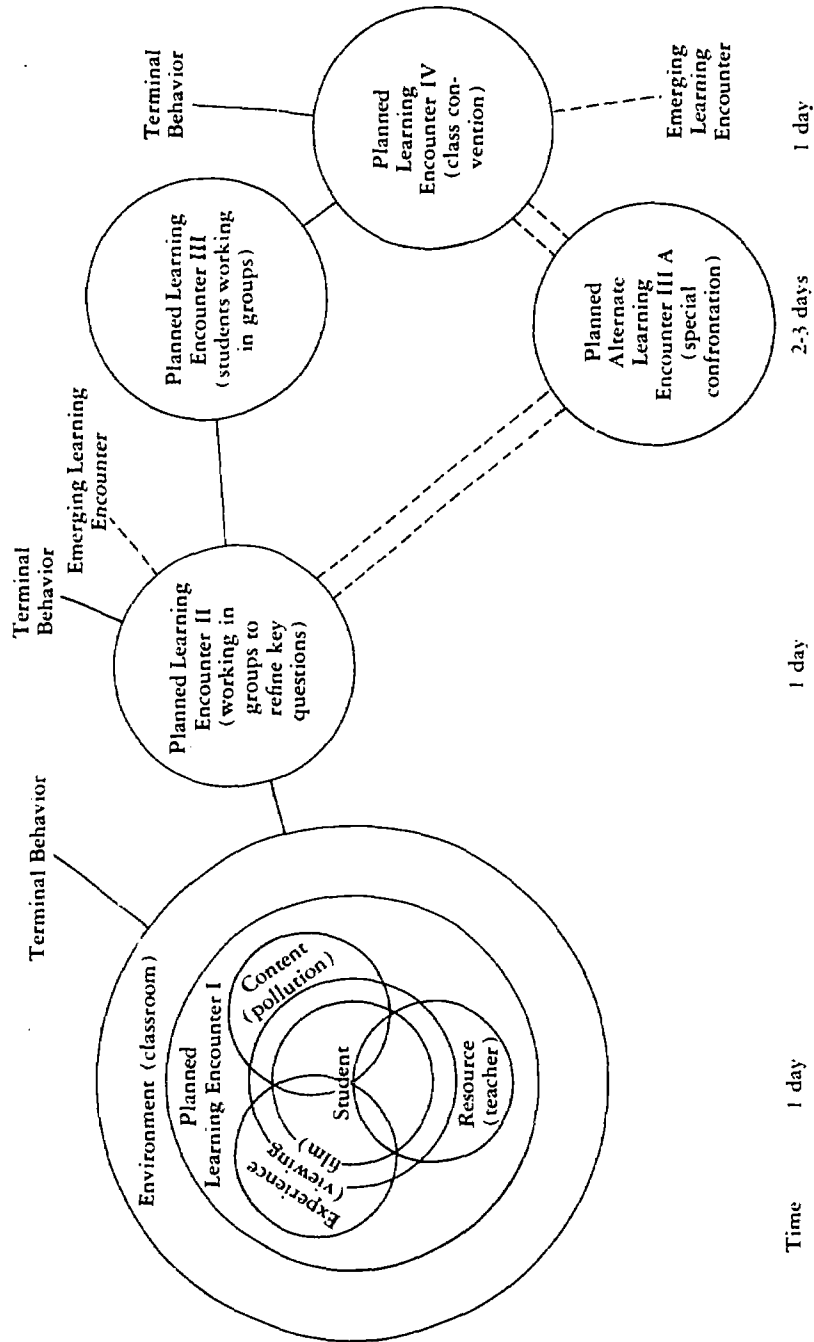 Terminal Behavior
Environment (classroom)
Planned
Learning Encounter I
Content
(pollution)
Experience
(viewing
film)
Student
Resource
(teacher)
Terminal
Behavior
Emerging Learning
Encounter
Planned Learning
Encounter II
(working in
groups to
refine key
questions)
Planned Learning
Encounter III
(students working
in groups)
Planned
Alternate
Learning
Encounter III A
(special
confrontation)
Terminal
Behavior
Planned
Learning
Encounter IV
(class con-
vention)
Emerging
Learning
Encounter
Time
1 day
1 day
2-3 days
1 day